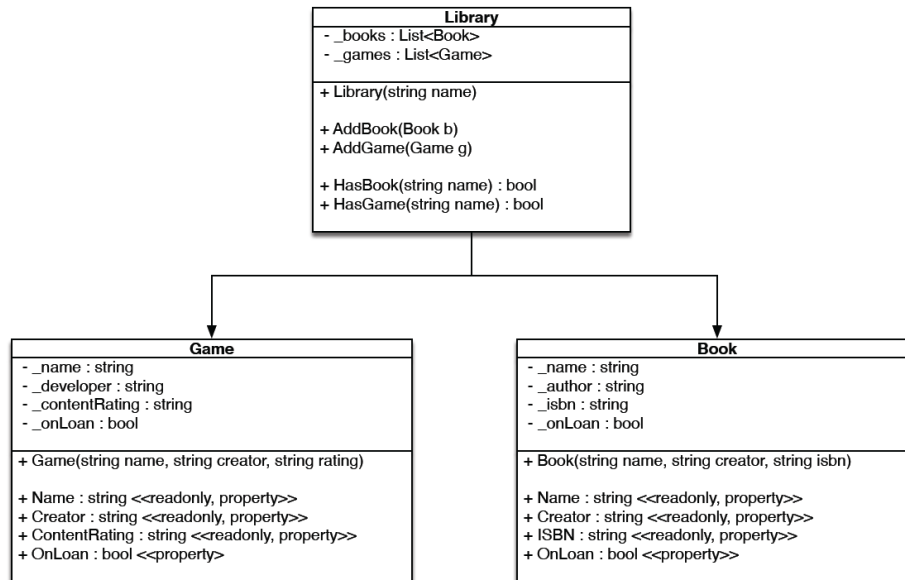 Library
- _books : List<Book>
- _games : List<Game>
+ Library(string name)
+ AddBook(Book b)
+ AddGame(Game g)
+ HasBook(string name) : bool
+ HasGame(string name) : bool
Game
- _name : string
- _developer : string
- _contentRating : string
- _onLoan : bool
+ Game(string name, string creator, string rating)
+ Name : string <<readonly, property>>
+ Creator : string <<readonly, property>>
+ ContentRating : string <<readonly, property>>
+ OnLoan : bool <<property>
Book
- _name : string
- _author : string
- _isbn : string
- _onLoan : bool
+ Book(string name, string creator, string isbn)
+ Name : string <<readonly, property>>
+ Creator : string <<readonly, property>>
+ ISBN : string <<readonly, property>>
+ OnLoan : bool <<property>>